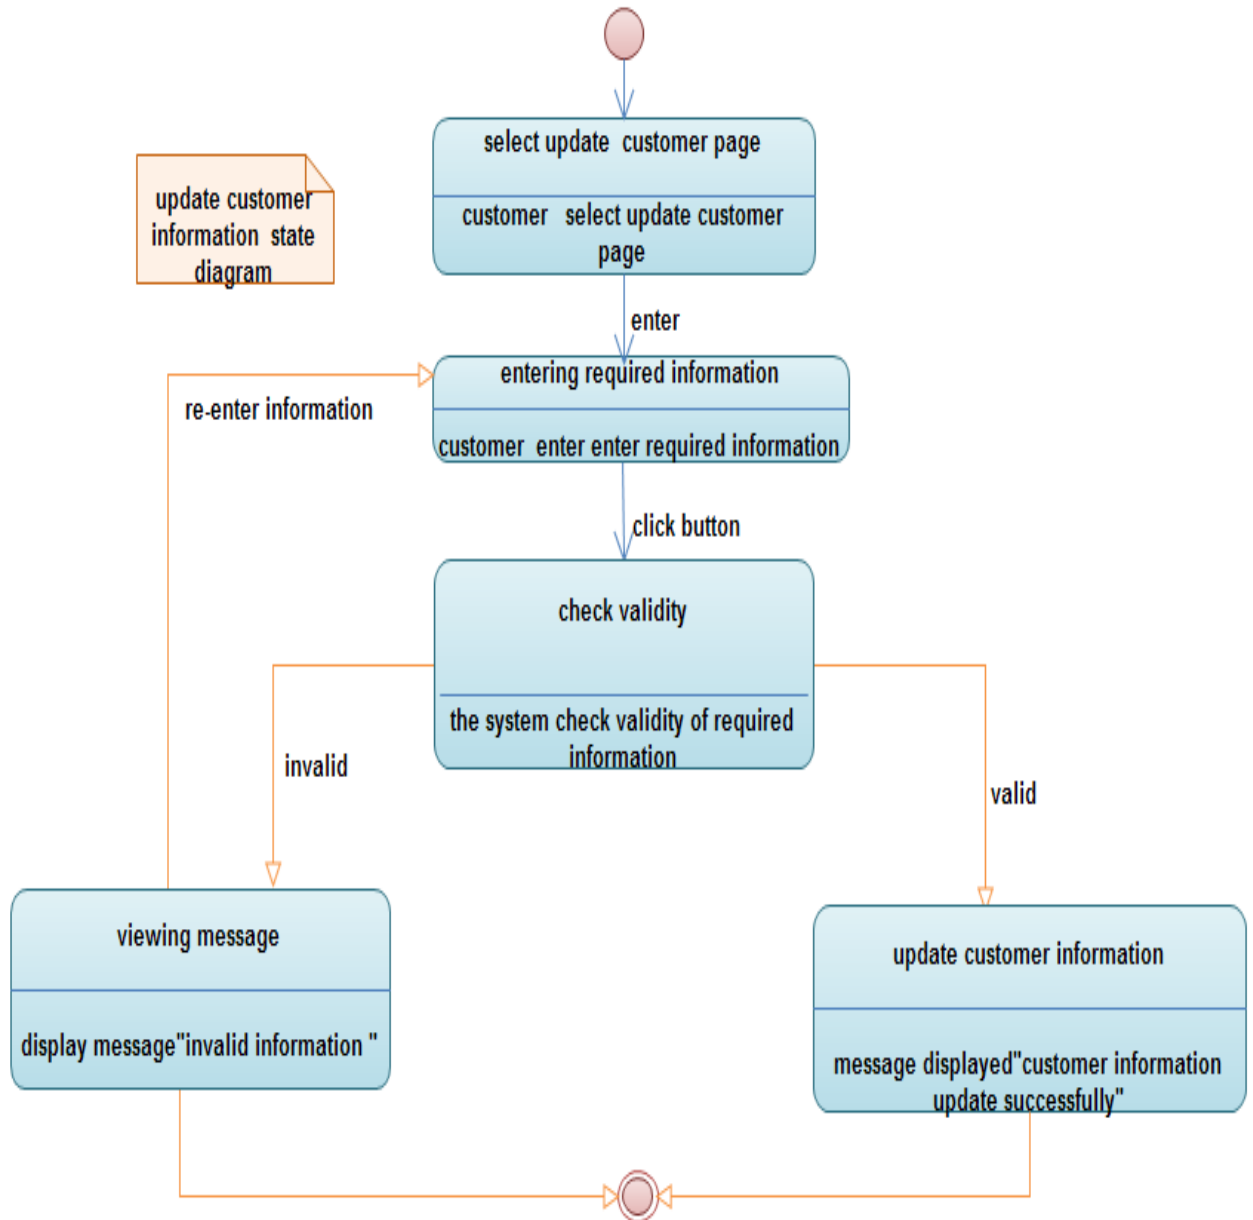 select update customer page
customer select update customer
page
update customer
information state
diagram
enter
entering required information
customer enter enter required information
re-enter information
click button
check validity
the system check validity of required
information
invalid
valid
viewing message
display message"invalid information "
update customer information
message displayed"customer information
update successfully"